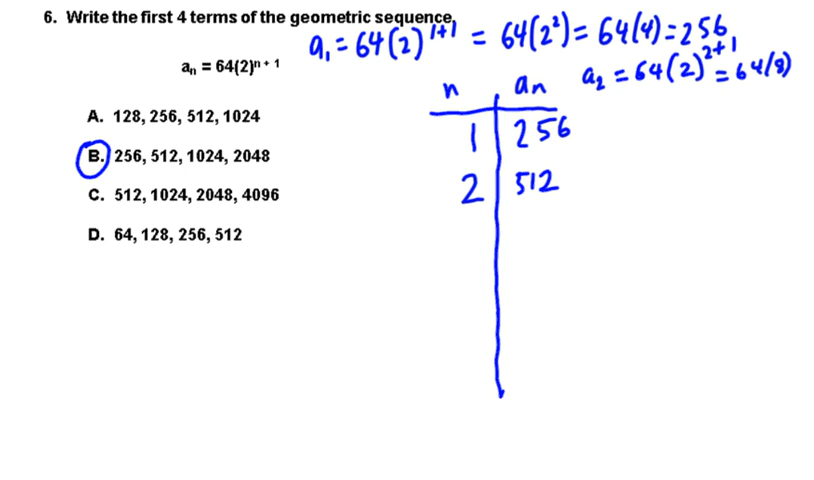 6. Write the first 4 terms of the geometric sequence.
a₁ = 64(2)¹⁺¹ = 64(2²) = 64(4) = 256
aₙ = 64(2)ⁿ⁺¹
a₂ = 64(2)²⁺¹ = 64(8)
n aₙ
A. 128, 256, 512, 1024
1 256
B. 256, 512, 1024, 2048
2 512
C. 512, 1024, 2048, 4096
D. 64, 128, 256, 512